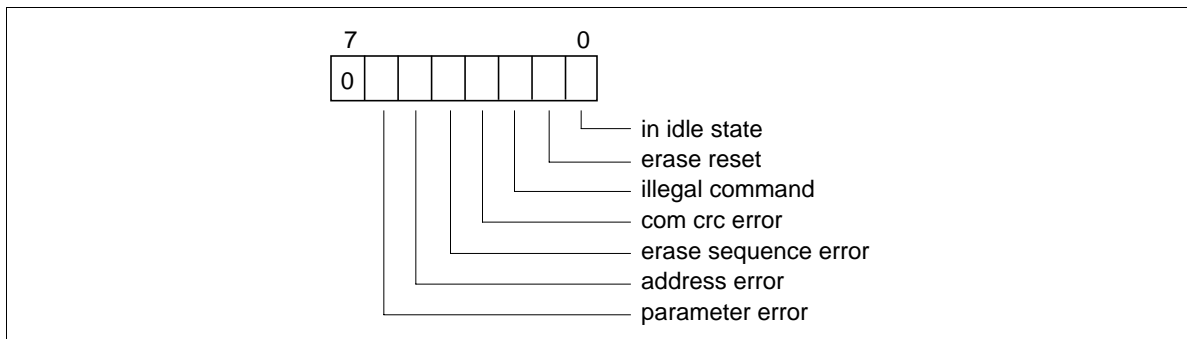 7 0
0
in idle state
erase reset
illegal command
com crc error
erase sequence error
address error
parameter error